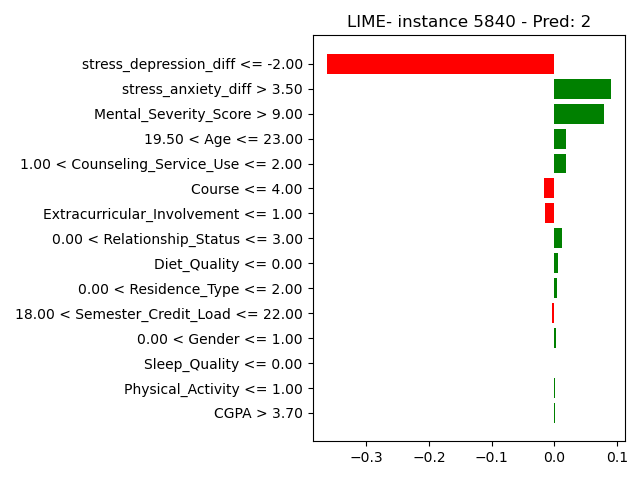 LIME- instance 5840 - Pred: 2
stress_depression_diff <= -2.00
stress_anxiety_diff > 3.50
Mental_Severity_Score > 9.00
19.50 < Age <= 23.00
1.00 < Counseling_Service_Use <= 2.00
Course <= 4.00
Extracurricular_Involvement <= 1.00
0.00 < Relationship_Status <= 3.00
Diet_Quality <= 0.00
0.00 < Residence_Type <= 2.00
18.00 < Semester_Credit_Load <= 22.00
0.00 < Gender <= 1.00
Sleep_Quality <= 0.00
Physical_Activity <= 1.00
CGPA > 3.70
−0.3 −0.2 −0.1 0.0 0.1